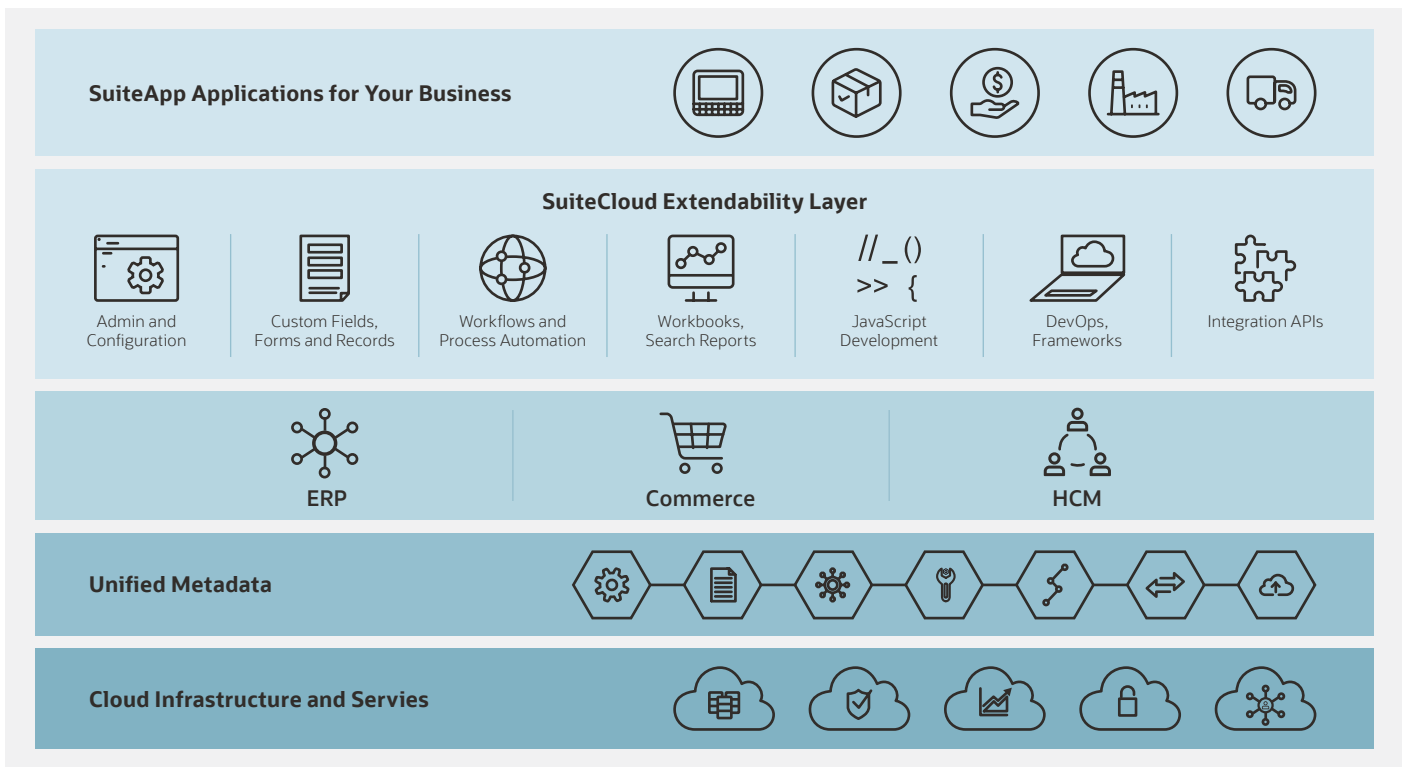 SuiteApp Applications for Your Business
$
SuiteCloud Extendability Layer
//_()
>> {
Admin and
Configuration
Custom Fields,
Forms and Records
Workflows and
Process Automation
Workbooks,
Search Reports
JavaScript
Development
DevOps,
Frameworks
Integration APIs
ERP
Commerce
HCM
Unified Metadata
Cloud Infrastructure and Servies